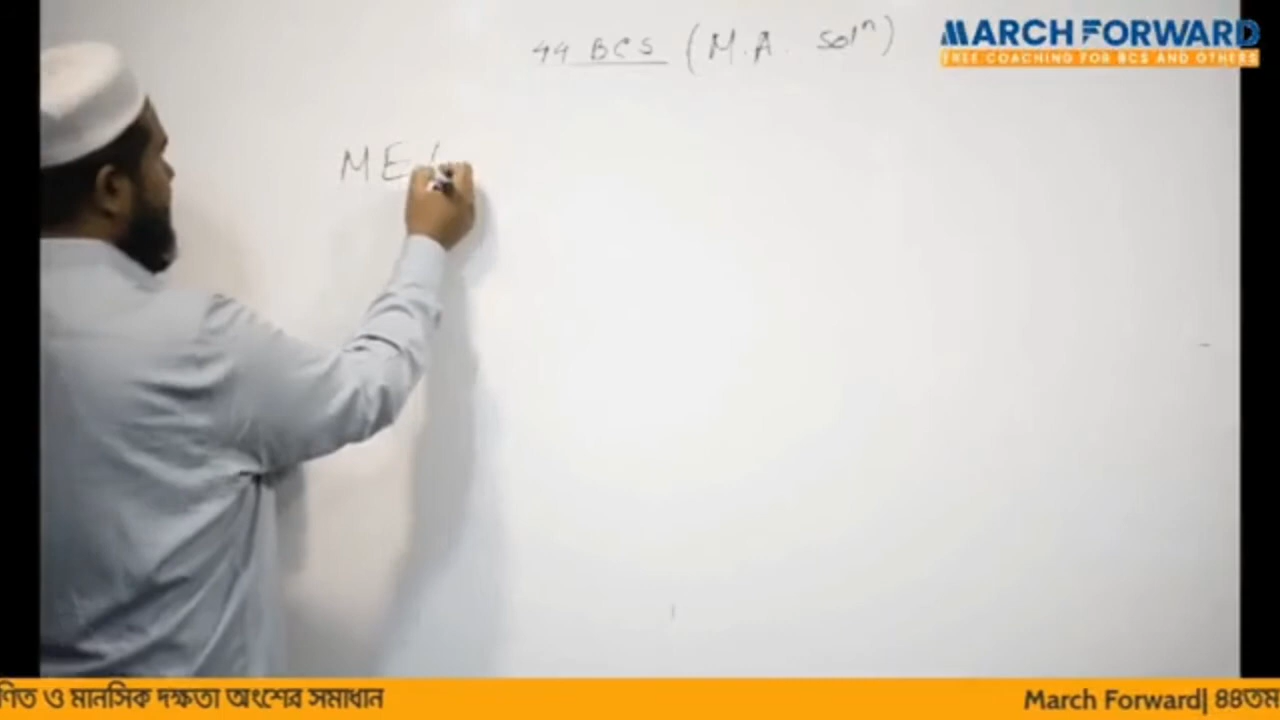 44 BCS (M.A. Solⁿ)
MARCH FORWARD
FREE COACHING FOR BCS AND OTHERS
ME
ণিত ও মানসিক দক্ষতা অংশের সমাধান
March Forward| ৪৪তম